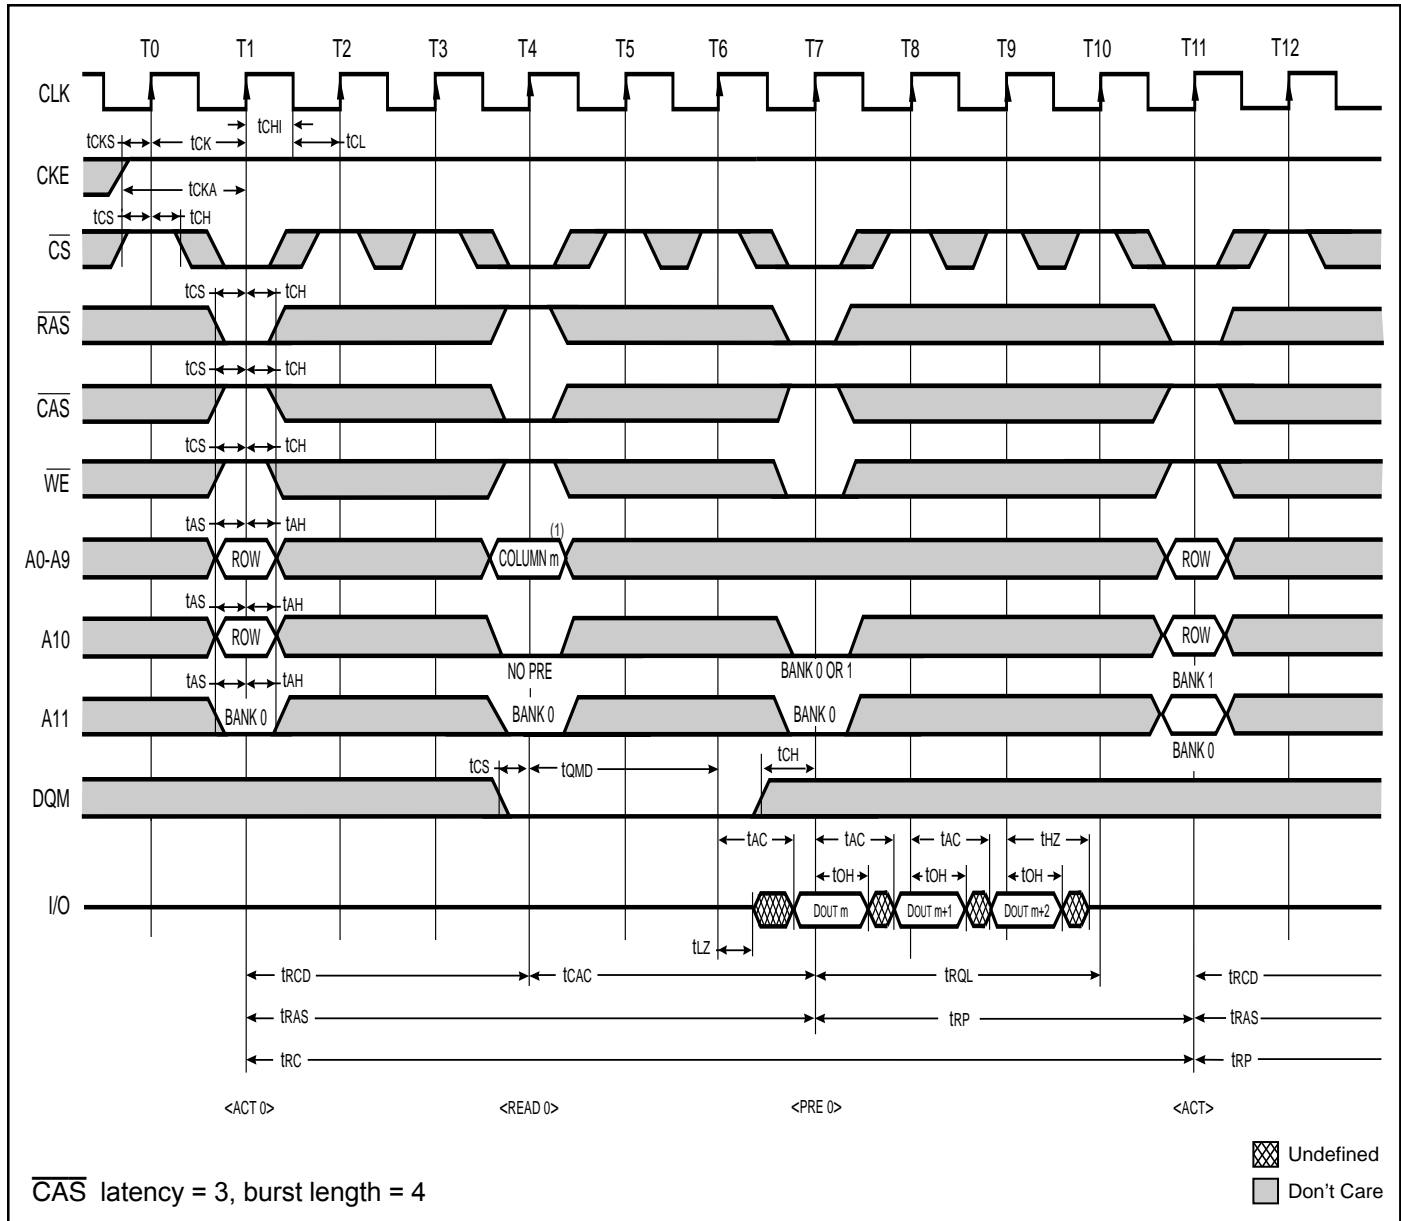 T0 T1 T2 T3 T4 T5 T6 T7 T8 T9 T10 T11 T12
CLK
tCHI
tCKS tCK tCL
CKE
tCKA
tCS tCH
CS
tCS tCH
RAS
tCS tCH
CAS
tCS tCH
WE
tAS tAH (1)
A0-A9 ROW COLUMN m ROW
tAS tAH
A10 ROW ROW
NO PRE BANK 0 OR 1
tAS tAH BANK 1
A11 BANK 0 BANK 0 BANK 0
BANK 0
tCS tQMD tCH
DQM
tAC tAC tAC tHZ
tOH tOH tOH
I/O DOUT m DOUT m+1 DOUT m+2
tLZ
tRCD tCAC tRQL tRCD
tRAS tRP tRAS
tRC tRP
<ACT 0> <READ 0> <PRE 0> <ACT>
Undefined
CAS latency = 3, burst length = 4 Don't Care